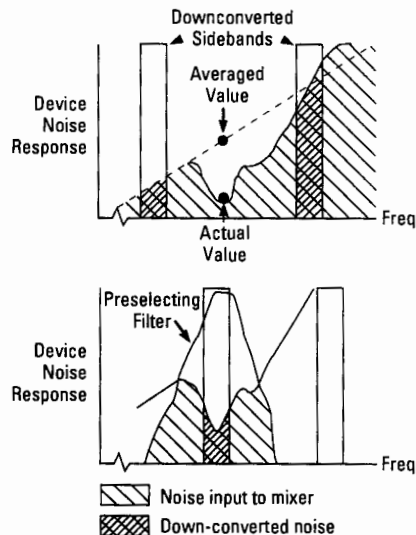 Downconverted
Sidebands
Averaged
Value
Device
Noise
Response
Freq
Actual
Value
Preselecting
Filter
Device
Noise
Response
Freq
Noise input to mixer
Down-converted noise